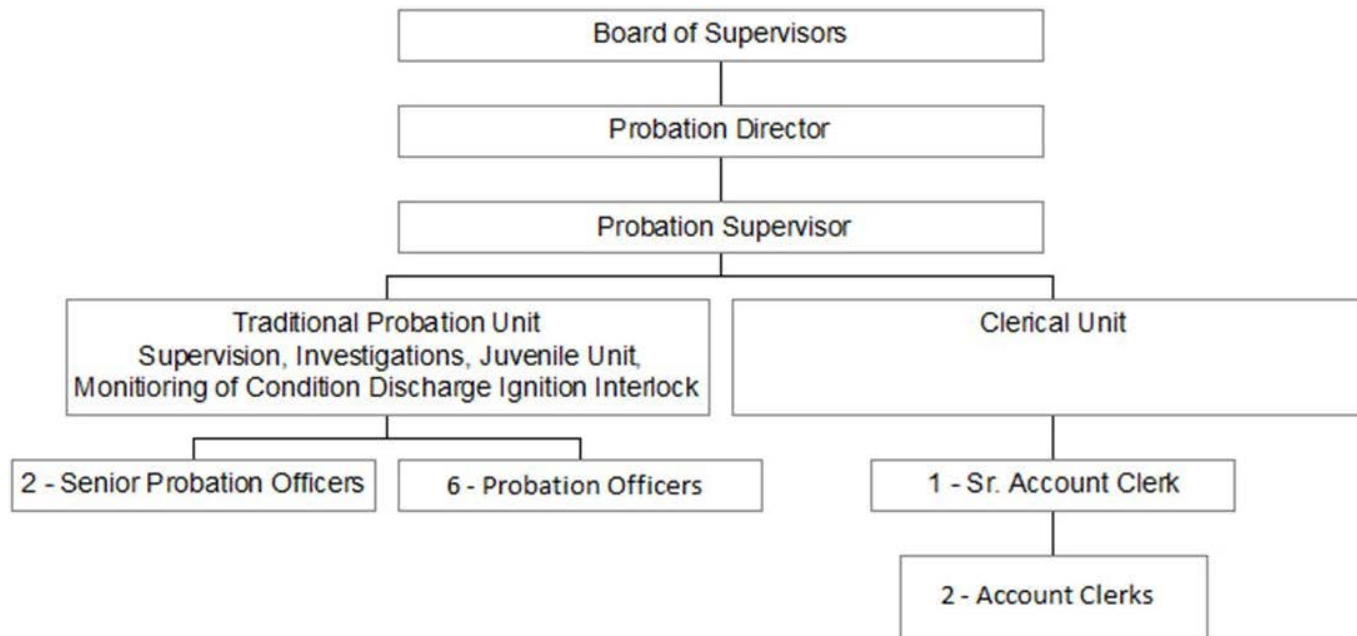 Board of Supervisors
Probation Director
Probation Supervisor
Traditional Probation Unit
Supervision, Investigations, Juvenile Unit,
Monitioring of Condition Discharge Ignition Interlock
Clerical Unit
2 - Senior Probation Officers
6 - Probation Officers
1 - Sr. Account Clerk
2 - Account Clerks